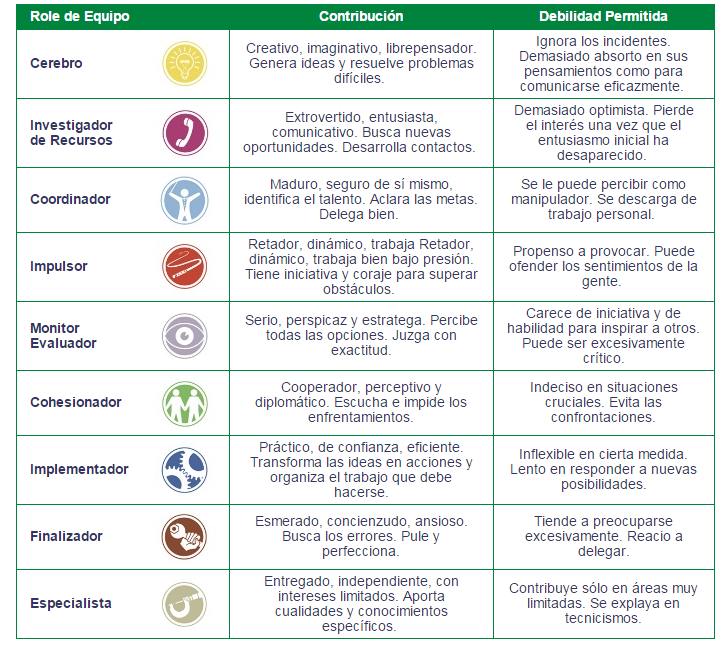 Role de Equipo
Contribución
Debilidad Permitida
Cerebro
Creativo, imaginativo, librepensador.
Genera ideas y resuelve problemas
difíciles.
Ignora los incidentes.
Demasiado absorto en sus
pensamientos como para
comunicarse eficazmente.
Investigador
de Recursos
Extrovertido, entusiasta,
comunicativo. Busca nuevas
oportunidades. Desarrolla contactos.
Demasiado optimista. Pierde
el interés una vez que el
entusiasmo inicial ha
desaparecido.
Coordinador
Maduro, seguro de sí mismo,
identifica el talento. Aclara las metas.
Delega bien.
Se le puede percibir como
manipulador. Se descarga de
trabajo personal.
Impulsor
Retador, dinámico, trabaja Retador,
dinámico, trabaja bien bajo presión.
Tiene iniciativa y coraje para superar
obstáculos.
Propenso a provocar. Puede
ofender los sentimientos de la
gente.
Monitor
Evaluador
Serio, perspicaz y estratega. Percibe
todas las opciones. Juzga con
exactitud.
Carece de iniciativa y de
habilidad para inspirar a otros.
Puede ser excesivamente
crítico.
Cohesionador
Cooperador, perceptivo y
diplomático. Escucha e impide los
enfrentamientos.
Indeciso en situaciones
cruciales. Evita las
confrontaciones.
Implementador
Práctico, de confianza, eficiente.
Transforma las ideas en acciones y
organiza el trabajo que debe
hacerse.
Inflexible en cierta medida.
Lento en responder a nuevas
posibilidades.
Finalizador
Esmerado, concienzudo, ansioso.
Busca los errores. Pule y
perfecciona.
Tiende a preocuparse
excesivamente. Reacio a
delegar.
Especialista
Entregado, independiente, con
intereses limitados. Aporta
cualidades y conocimientos
específicos.
Contribuye sólo en áreas muy
limitadas. Se explaya en
tecnicismos.